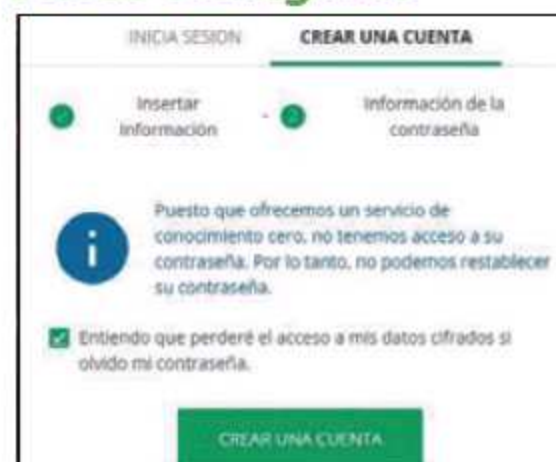 INICIA SESION CREAR UNA CUENTA
Insertar Información - Información de la contraseña
Puesto que ofrecemos un servicio de
conocimiento cero, no tenemos acceso a su
contraseña. Por lo tanto, no podemos restablecer
su contraseña.
Entiendo que perderé el acceso a mis datos cifrados si
olvido mi contraseña.
CREAR UNA CUENTA